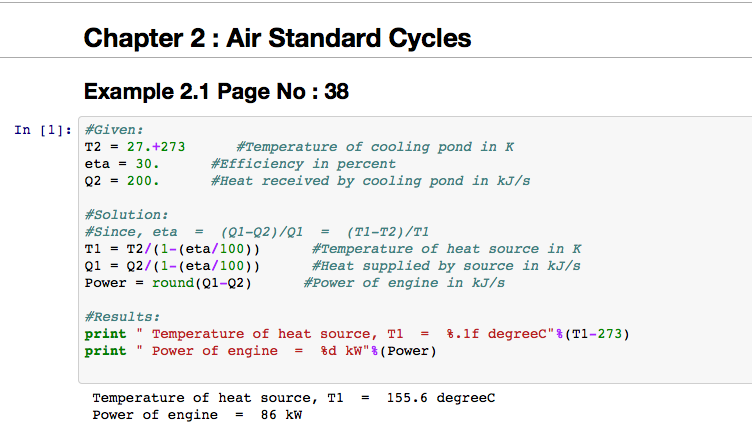 Chapter 2 : Air Standard Cycles
Example 2.1 Page No : 38
In [1]: #Given:
T2 = 27.+273      #Temperature of cooling pond in K
eta = 30.      #Efficiency in percent
Q2 = 200.      #Heat received by cooling pond in kJ/s
#Solution:
#Since, eta  =  (Q1-Q2)/Q1  =  (T1-T2)/T1
T1 = T2/(1-(eta/100))      #Temperature of heat source in K
Q1 = Q2/(1-(eta/100))      #Heat supplied by source in kJ/s
Power = round(Q1-Q2)      #Power of engine in kJ/s
#Results:
print " Temperature of heat source, T1  =  %.1f degreeC"%(T1-273)
print " Power of engine  =  %d kW"%(Power)
Temperature of heat source, T1  =  155.6 degreeC
Power of engine  =  86 kW